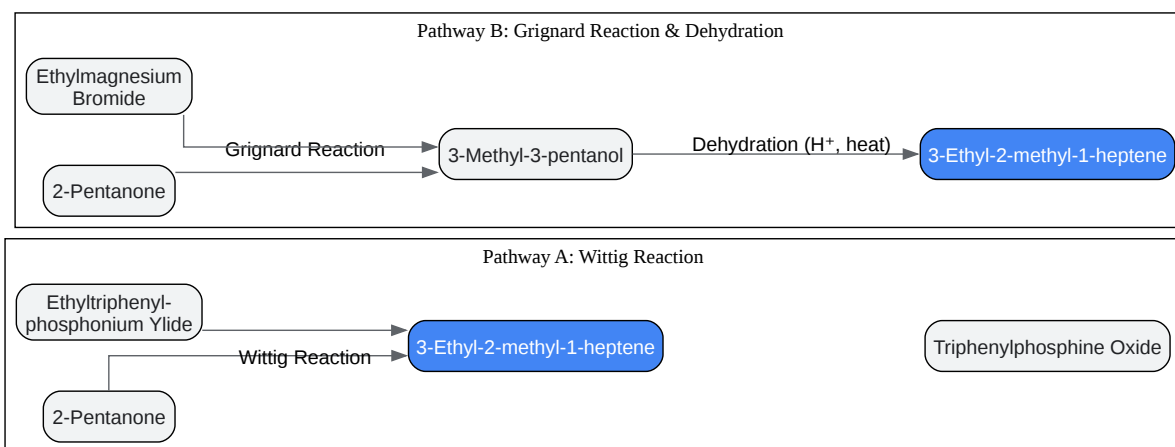 Pathway B: Grignard Reaction & Dehydration
Ethylmagnesium
Bromide
Grignard Reaction
3-Methyl-3-pentanol
Dehydration (H⁺, heat)
3-Ethyl-2-methyl-1-heptene
2-Pentanone
Pathway A: Wittig Reaction
Ethyltriphenyl-
phosphonium Ylide
Wittig Reaction
3-Ethyl-2-methyl-1-heptene
Triphenylphosphine Oxide
2-Pentanone